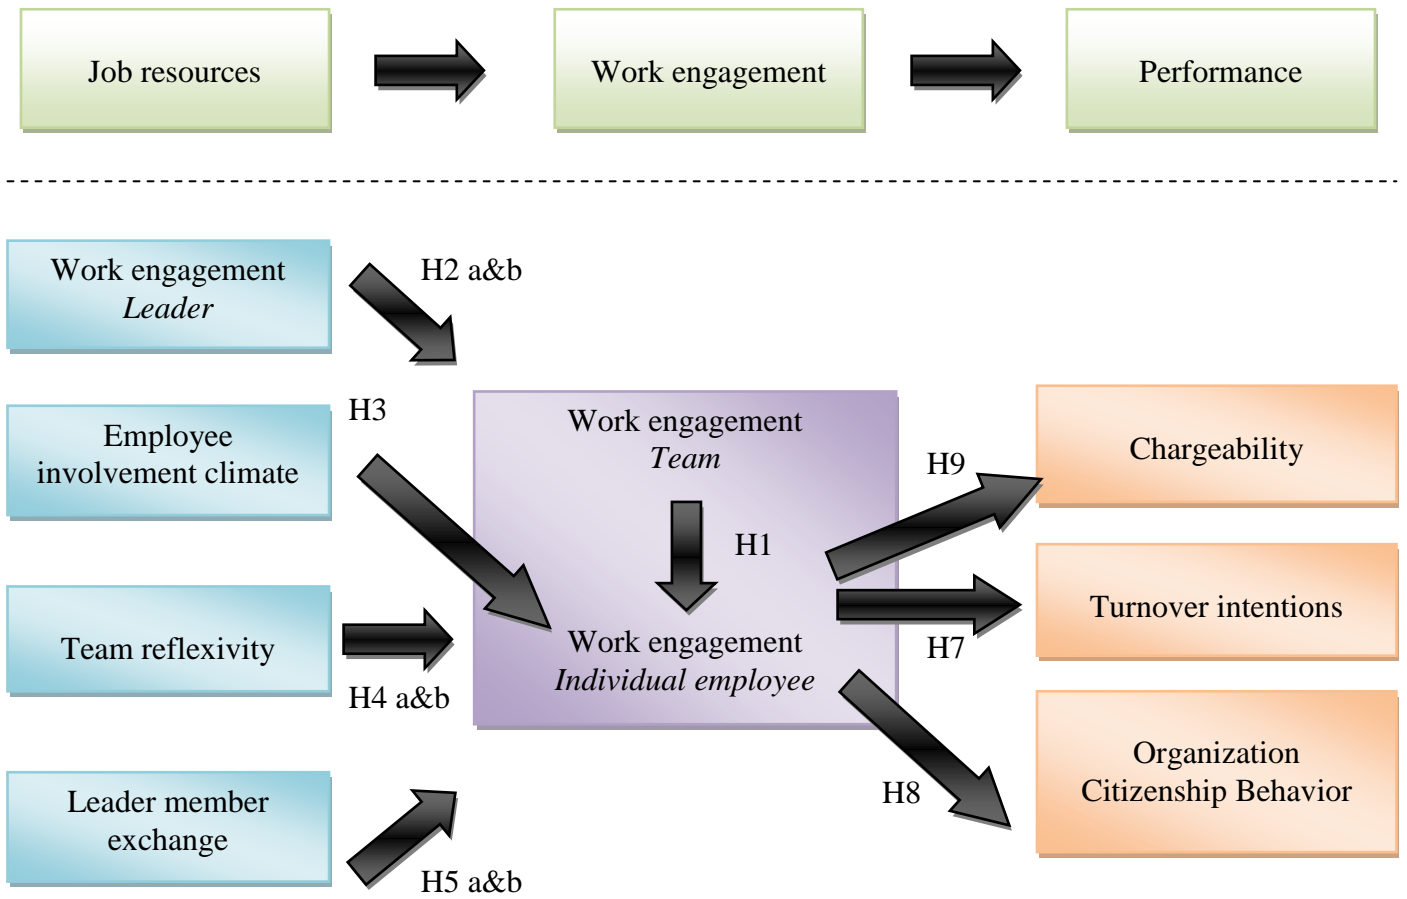 Job resources
Work engagement
Performance
Work engagement
Leader
H2 a&b
Employee
involvement climate
H3
Team reflexivity
H4 a&b
Leader member
exchange
H5 a&b
Work engagement
Team
H1
Work engagement
Individual employee
H9
H7
H8
Chargeability
Turnover intentions
Organization
Citizenship Behavior